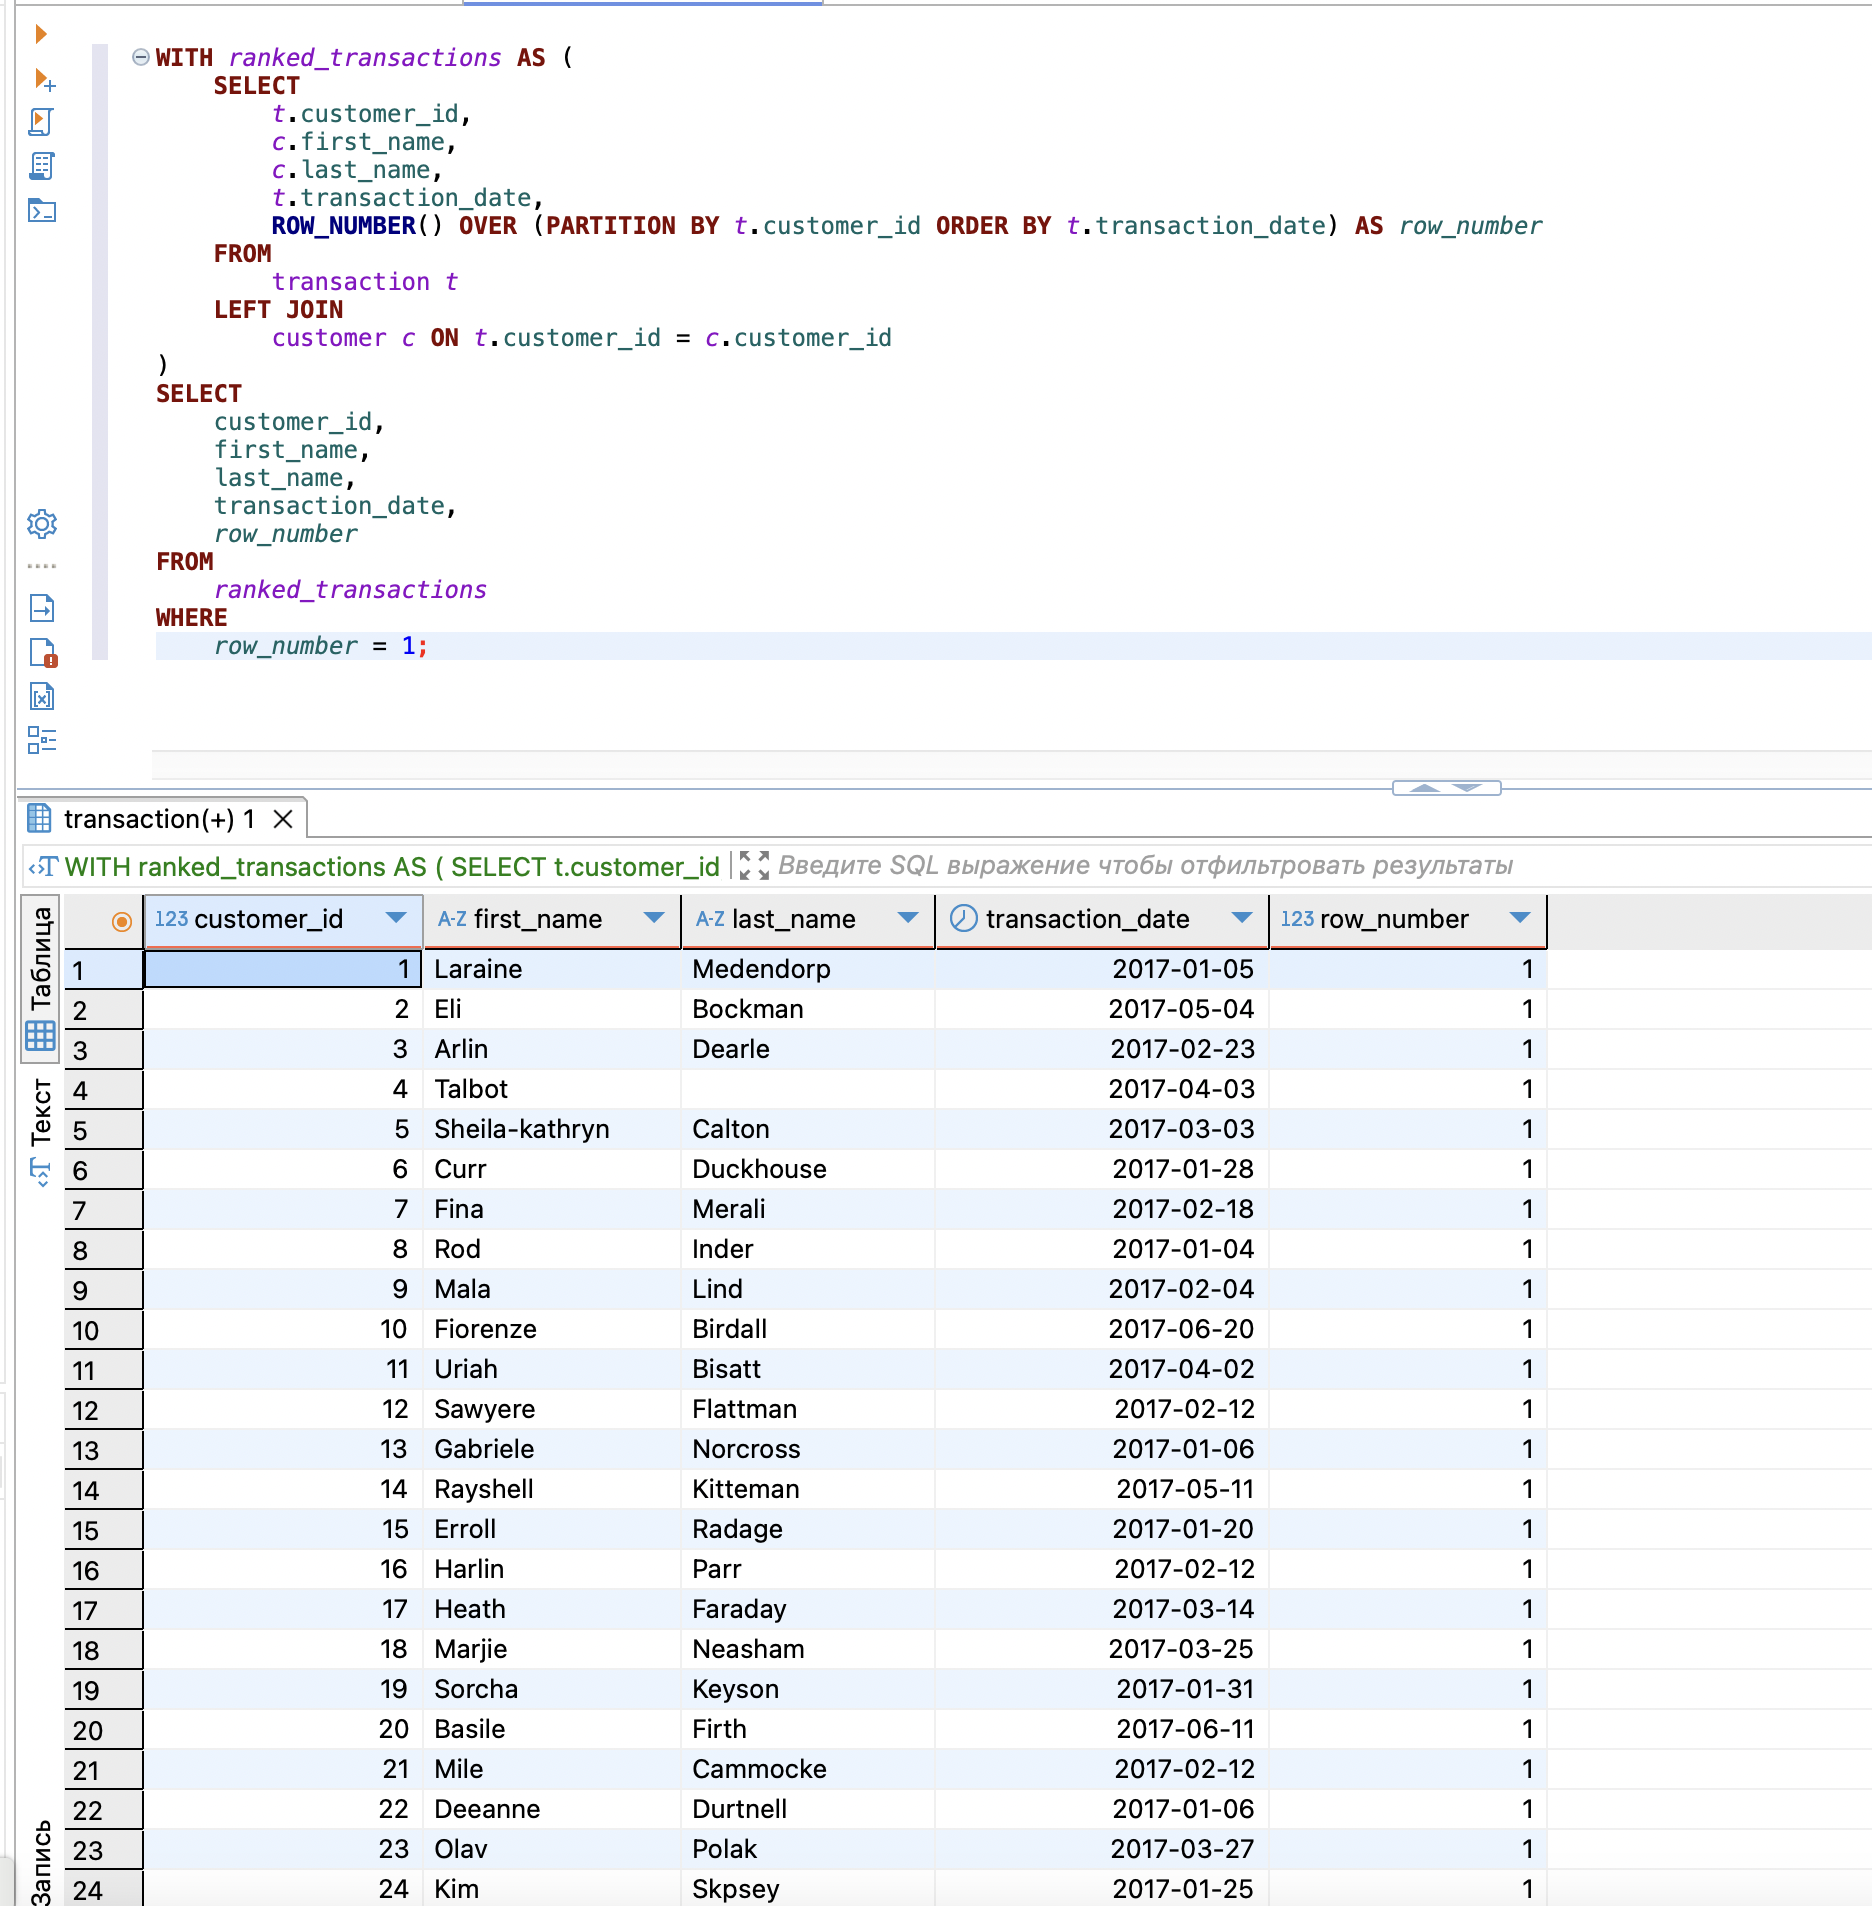 WITH ranked_transactions AS (
SELECT
t.customer_id,
c.first_name,
c.last_name,
t.transaction_date,
ROW_NUMBER() OVER (PARTITION BY t.customer_id ORDER BY t.transaction_date) AS row_number
FROM
transaction t
LEFT JOIN
customer c ON t.customer_id = c.customer_id
)
SELECT
customer_id,
first_name,
last_name,
transaction_date,
row_number
FROM
ranked_transactions
WHERE
row_number = 1;
transaction(+) 1
WITH ranked_transactions AS ( SELECT t.customer_id Введите SQL выражение чтобы отфильтровать результаты
Таблица
Текст
Запись
123 customer_id A-Z first_name A-Z last_name transaction_date 123 row_number
1 1 Laraine Medendorp 2017-01-05 1
2 2 Eli Bockman 2017-05-04 1
3 3 Arlin Dearle 2017-02-23 1
4 4 Talbot 2017-04-03 1
5 5 Sheila-kathryn Calton 2017-03-03 1
6 6 Curr Duckhouse 2017-01-28 1
7 7 Fina Merali 2017-02-18 1
8 8 Rod Inder 2017-01-04 1
9 9 Mala Lind 2017-02-04 1
10 10 Fiorenze Birdall 2017-06-20 1
11 11 Uriah Bisatt 2017-04-02 1
12 12 Sawyere Flattman 2017-02-12 1
13 13 Gabriele Norcross 2017-01-06 1
14 14 Rayshell Kitteman 2017-05-11 1
15 15 Erroll Radage 2017-01-20 1
16 16 Harlin Parr 2017-02-12 1
17 17 Heath Faraday 2017-03-14 1
18 18 Marjie Neasham 2017-03-25 1
19 19 Sorcha Keyson 2017-01-31 1
20 20 Basile Firth 2017-06-11 1
21 21 Mile Cammocke 2017-02-12 1
22 22 Deeanne Durtnell 2017-01-06 1
23 23 Olav Polak 2017-03-27 1
24 24 Kim Skpsey 2017-01-25 1